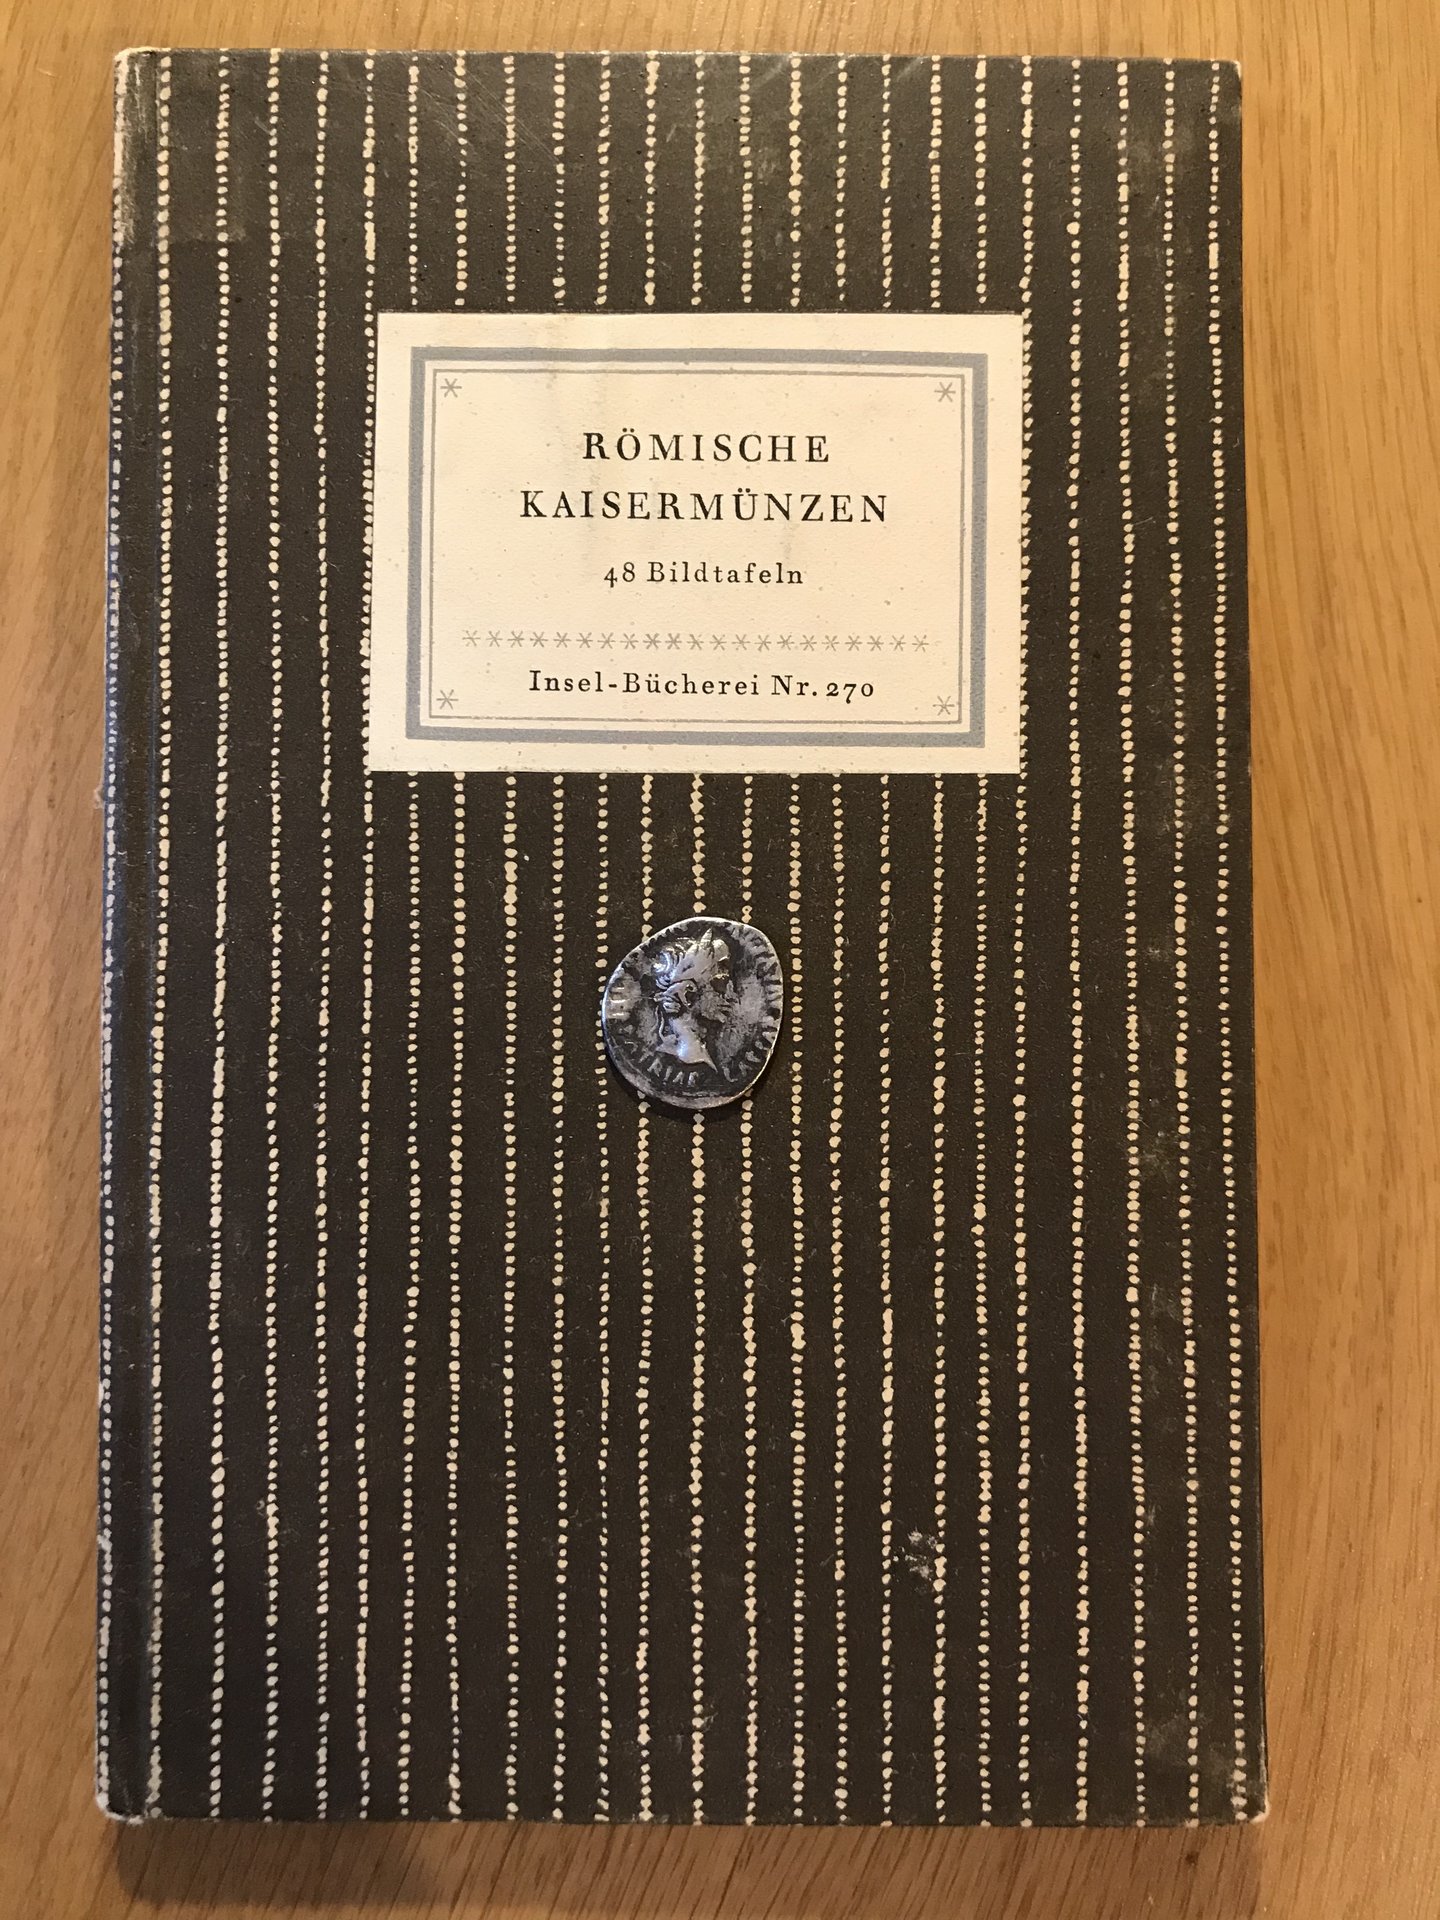 RÖMISCHE
KAISERMÜNZEN
48 Bildtafeln
Insel-Bücherei Nr. 270